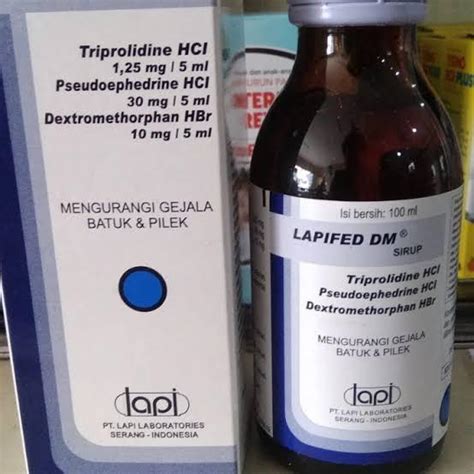 Triprolidine HCl
1,25 mg / 5 ml
Pseudoephedrine HCl
30 mg / 5 ml
Dextromethorphan HBr
10 mg / 5 ml
MENGURANGI GEJALA
BATUK & PILEK
lapi
PT. LAPI LABORATORIES
SERANG - INDONESIA
Isi bersih: 100 ml
LAPIFED DM®
SIRUP
Triprolidine HCl
Pseudoephedrine HCl
Dextromethorphan HBr
MENGURANGI GEJALA
BATUK & PILEK
lapi
PT. LAPI LABORATORIES
SERANG - INDONESIA